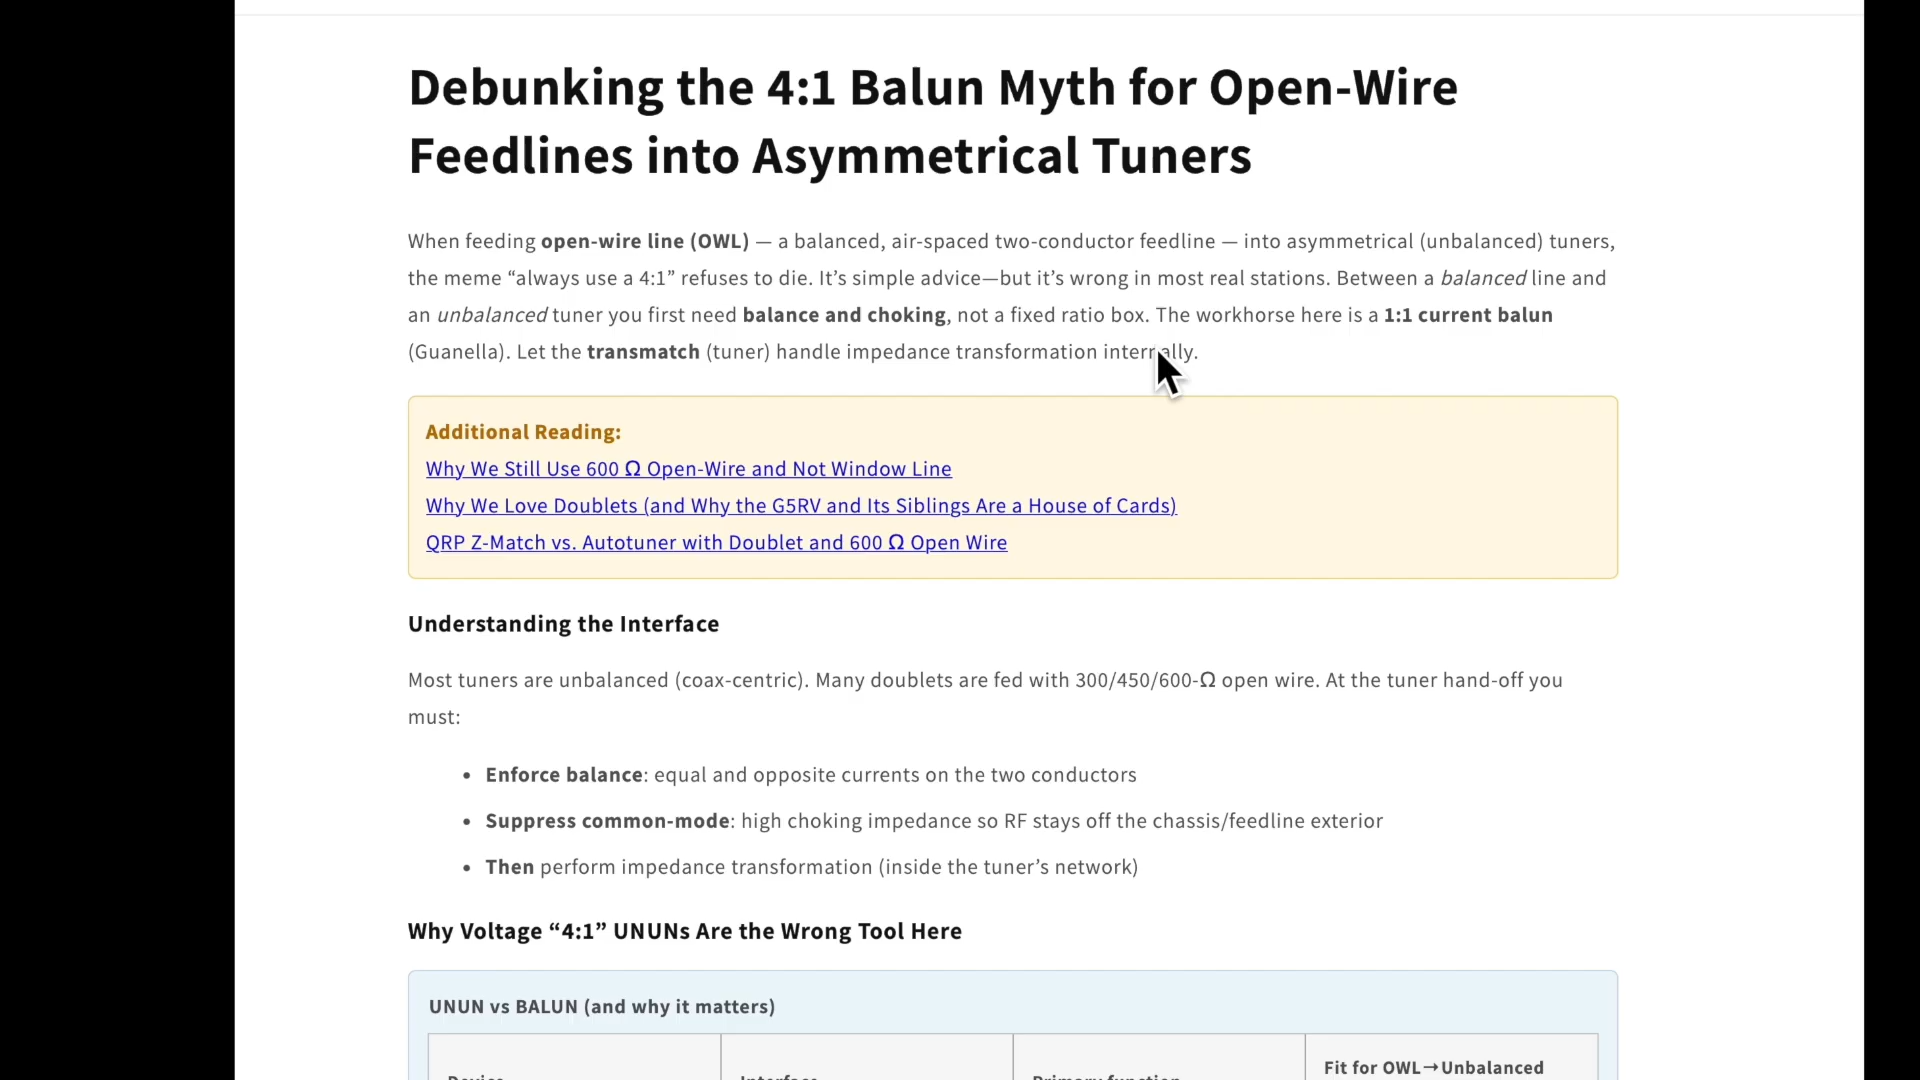 Debunking the 4:1 Balun Myth for Open-Wire
Feedlines into Asymmetrical Tuners
When feeding open-wire line (OWL) — a balanced, air-spaced two-conductor feedline — into asymmetrical (unbalanced) tuners,
the meme “always use a 4:1” refuses to die. It’s simple advice—but it’s wrong in most real stations. Between a balanced line and
an unbalanced tuner you first need balance and choking, not a fixed ratio box. The workhorse here is a 1:1 current balun
(Guanella). Let the transmatch (tuner) handle impedance transformation internally.
Additional Reading:
Why We Still Use 600 Ω Open-Wire and Not Window Line
Why We Love Doublets (and Why the G5RV and Its Siblings Are a House of Cards)
QRP Z-Match vs. Autotuner with Doublet and 600 Ω Open Wire
Understanding the Interface
Most tuners are unbalanced (coax-centric). Many doublets are fed with 300/450/600-Ω open wire. At the tuner hand-off you
must:
• Enforce balance: equal and opposite currents on the two conductors
• Suppress common-mode: high choking impedance so RF stays off the chassis/feedline exterior
• Then perform impedance transformation (inside the tuner’s network)
Why Voltage “4:1” UNUNs Are the Wrong Tool Here
UNUN vs BALUN (and why it matters)
Device Interface Primary function Fit for OWL→Unbalanced